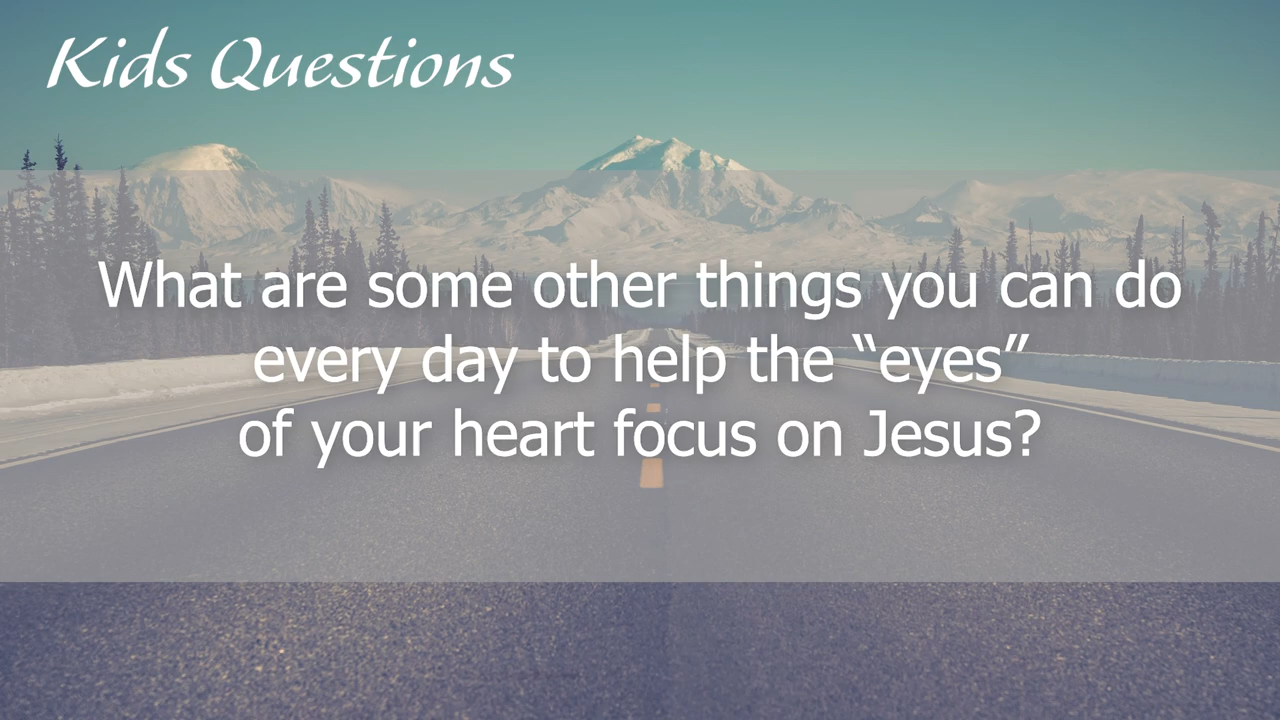 Kids Questions
What are some other things you can do
every day to help the “eyes”
of your heart focus on Jesus?